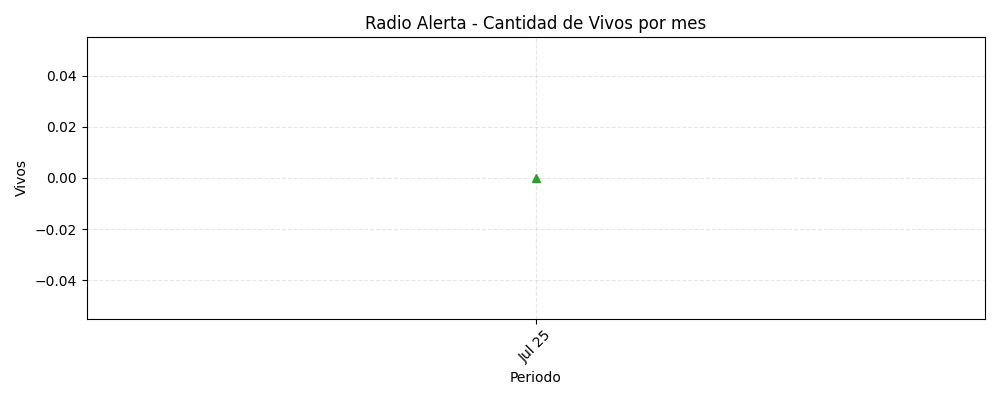 Radio Alerta - Cantidad de Vivos por mes
0.04
0.02
0.00
−0.02
−0.04
Vivos
Jul 25
Periodo